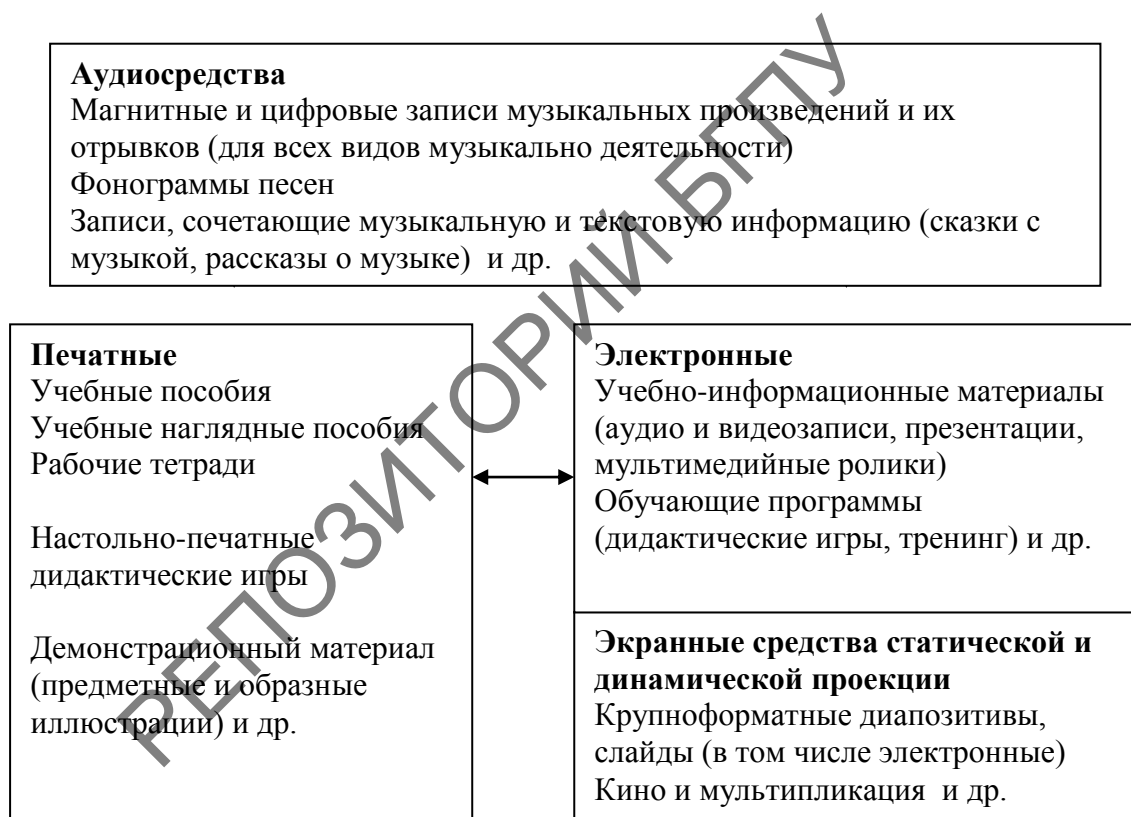 Аудиосредства
Магнитные и цифровые записи музыкальных произведений и их
отрывков (для всех видов музыкально деятельности)
Фонограммы песен
Записи, сочетающие музыкальную и текстовую информацию (сказки с
музыкой, рассказы о музыке) и др.
Печатные
Учебные пособия
Учебные наглядные пособия
Рабочие тетради
Настольно-печатные
дидактические игры
Демонстрационный материал
(предметные и образные
иллюстрации) и др.
Электронные
Учебно-информационные материалы
(аудио и видеозаписи, презентации,
мультимедийные ролики)
Обучающие программы
(дидактические игры, тренинг) и др.
Экранные средства статической и
динамической проекции
Крупноформатные диапозитивы,
слайды (в том числе электронные)
Кино и мультипликация и др.
РЕПОЗИТОРИЙ БГПУ